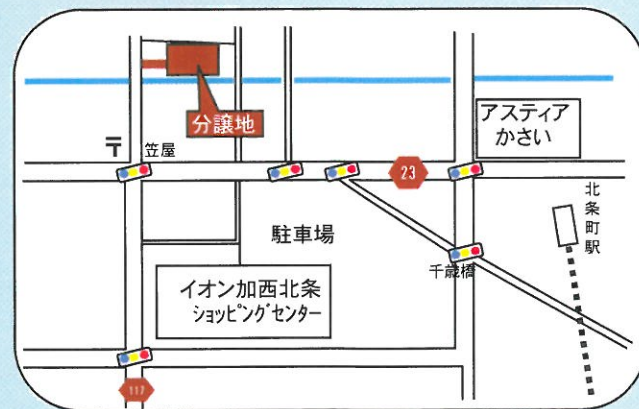 分譲地
アスティア
かさい
〒
笠屋
23
北条町駅
駐車場
千歳橋
イオン加西北条
ショッピングセンター
117